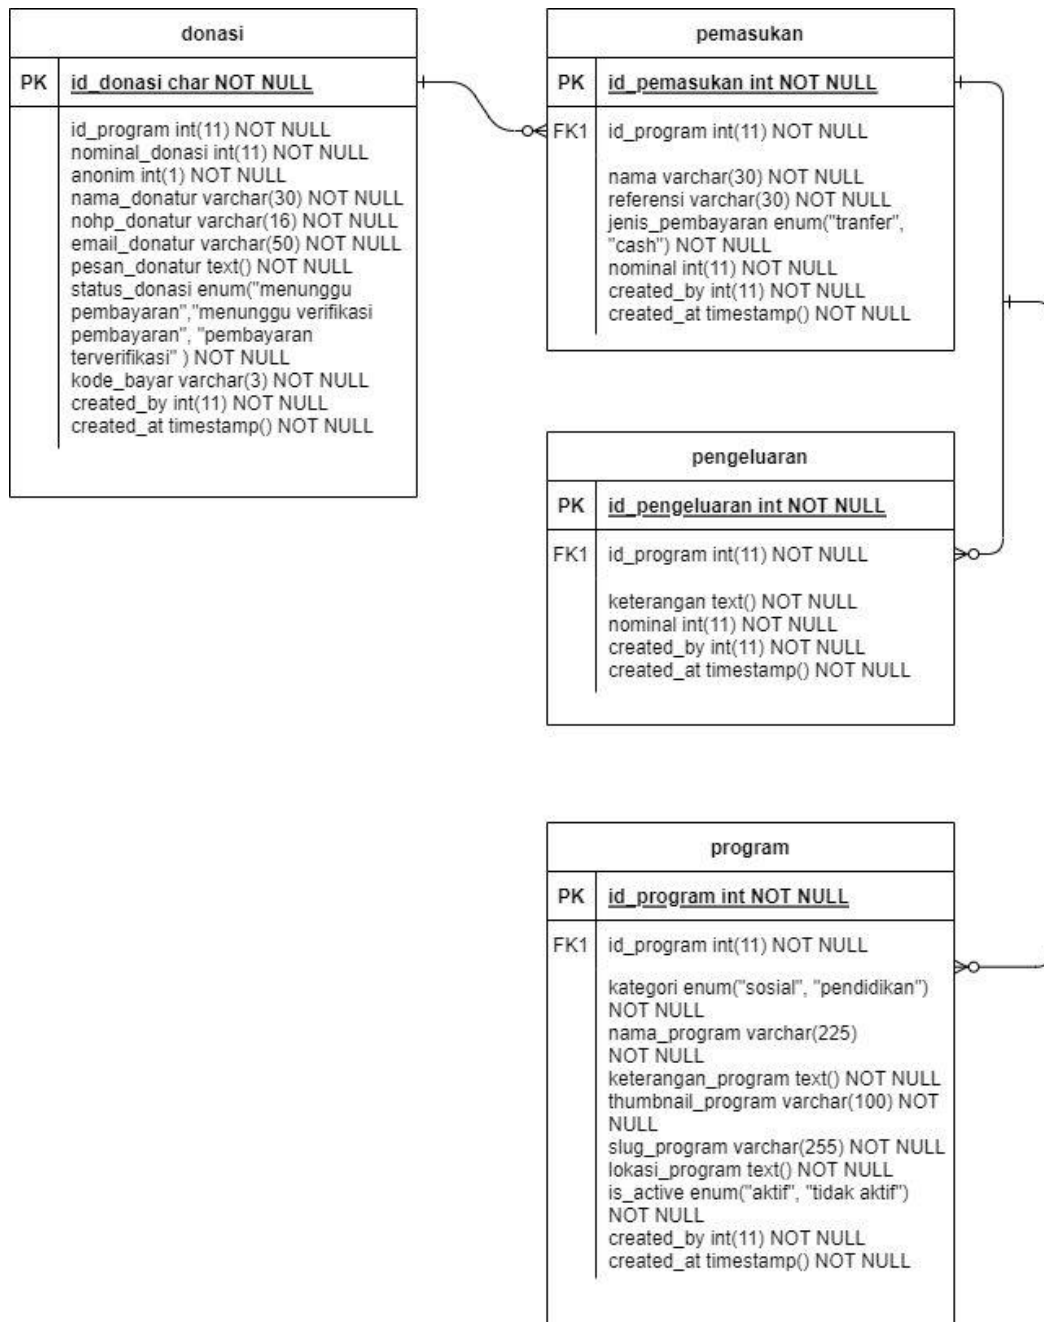 donasi
PK id_donasi char NOT NULL
id_program int(11) NOT NULL
nominal_donasi int(11) NOT NULL
anonim int(1) NOT NULL
nama_donatur varchar(30) NOT NULL
nohp_donatur varchar(16) NOT NULL
email_donatur varchar(50) NOT NULL
pesan_donatur text() NOT NULL
status_donasi enum("menunggu
pembayaran","menunggu verifikasi
pembayaran", "pembayaran
terverifikasi" ) NOT NULL
kode_bayar varchar(3) NOT NULL
created_by int(11) NOT NULL
created_at timestamp() NOT NULL
pemasukan
PK id_pemasukan int NOT NULL
FK1 id_program int(11) NOT NULL
nama varchar(30) NOT NULL
referensi varchar(30) NOT NULL
jenis_pembayaran enum("tranfer",
"cash") NOT NULL
nominal int(11) NOT NULL
created_by int(11) NOT NULL
created_at timestamp() NOT NULL
pengeluaran
PK id_pengeluaran int NOT NULL
FK1 id_program int(11) NOT NULL
keterangan text() NOT NULL
nominal int(11) NOT NULL
created_by int(11) NOT NULL
created_at timestamp() NOT NULL
program
PK id_program int NOT NULL
FK1 id_program int(11) NOT NULL
kategori enum("sosial", "pendidikan")
NOT NULL
nama_program varchar(225)
NOT NULL
keterangan_program text() NOT NULL
thumbnail_program varchar(100) NOT
NULL
slug_program varchar(255) NOT NULL
lokasi_program text() NOT NULL
is_active enum("aktif", "tidak aktif")
NOT NULL
created_by int(11) NOT NULL
created_at timestamp() NOT NULL